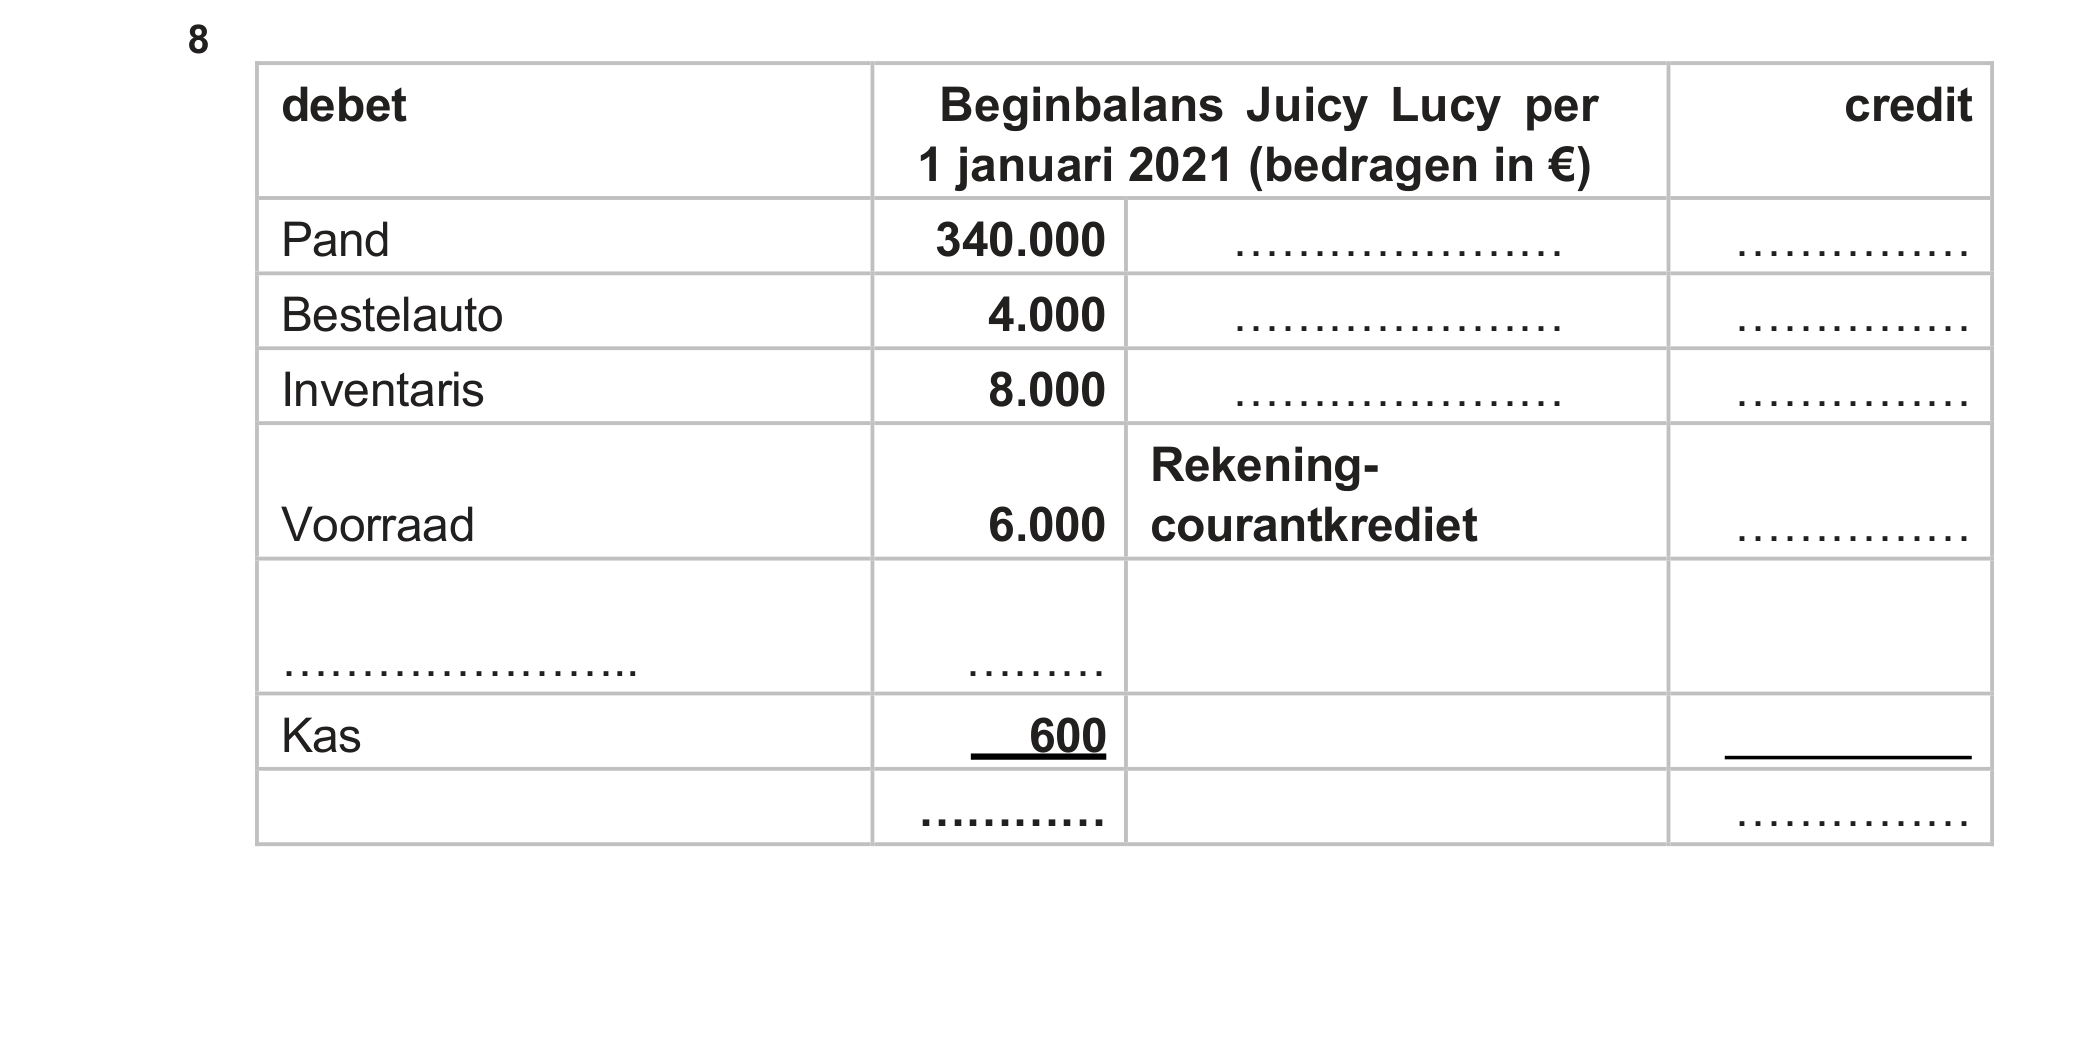 8
debet
Beginbalans Juicy Lucy per
1 januari 2021 (bedragen in €)
credit
Pand 340.000 ………………… ……………
Bestelauto 4.000 ………………… ……………
Inventaris 8.000 ………………… ……………
Rekening-
Voorraad 6.000 courantkrediet ……………
………………….. ………
Kas 600
………… ……………